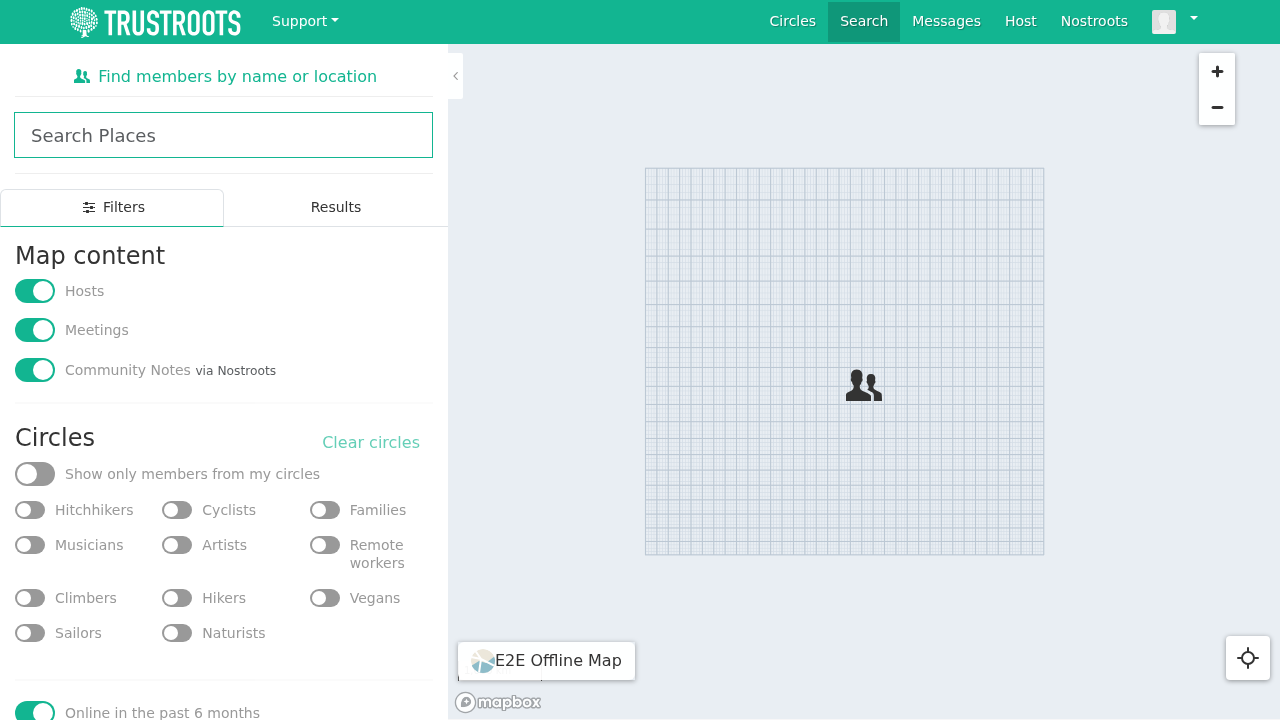 TRUSTROOTS
Support
Circles
Search
Messages
Host
Nostroots
Find members by name or location
Search Places
Filters
Results
Map content
Hosts
Meetings
Community Notes via Nostroots
Circles
Clear circles
Show only members from my circles
Hitchhikers
Cyclists
Families
Musicians
Artists
Remote
workers
Climbers
Hikers
Vegans
Sailors
Naturists
Online in the past 6 months
E2E Offline Map
mapbox